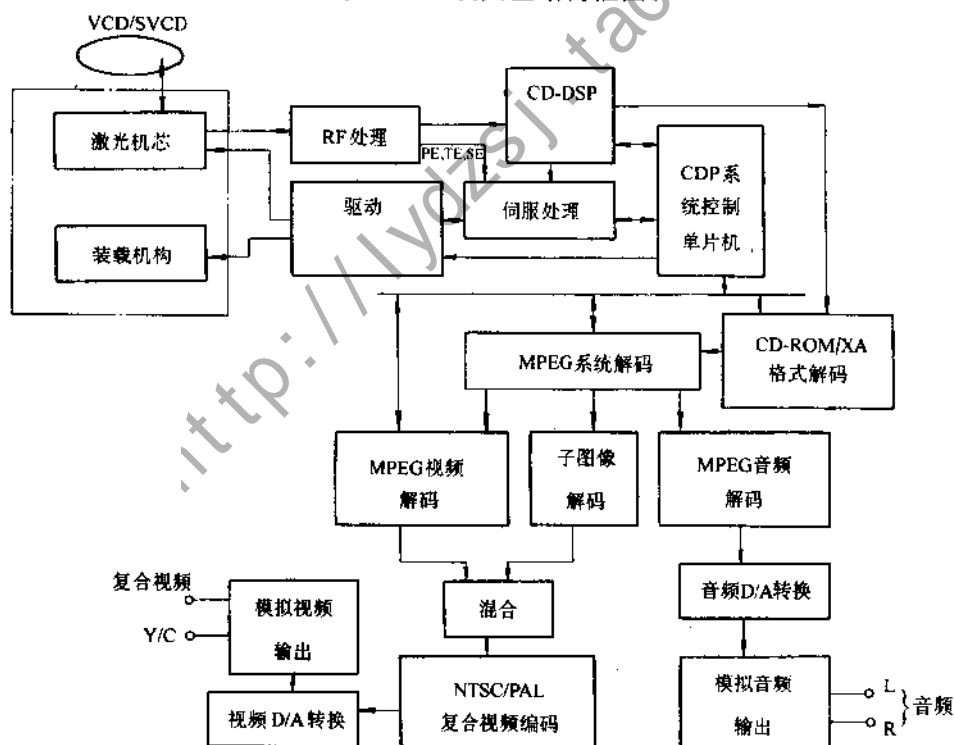 VCD/SVCD
激光机芯
RF处理
CD-DSP
PE,TE,SE
驱动
伺服处理
CDP系
统控制
单片机
装载机构
MPEG系统解码
CD-ROM/XA
格式解码
MPEG视频
解码
子图像
解码
MPEG音频
解码
复合视频
Y/C
模拟视频
输出
混合
音频D/A转换
视频D/A转换
NTSC/PAL
复合视频编码
模拟音频
输出
L
R
音频
http://lydzsj.tao